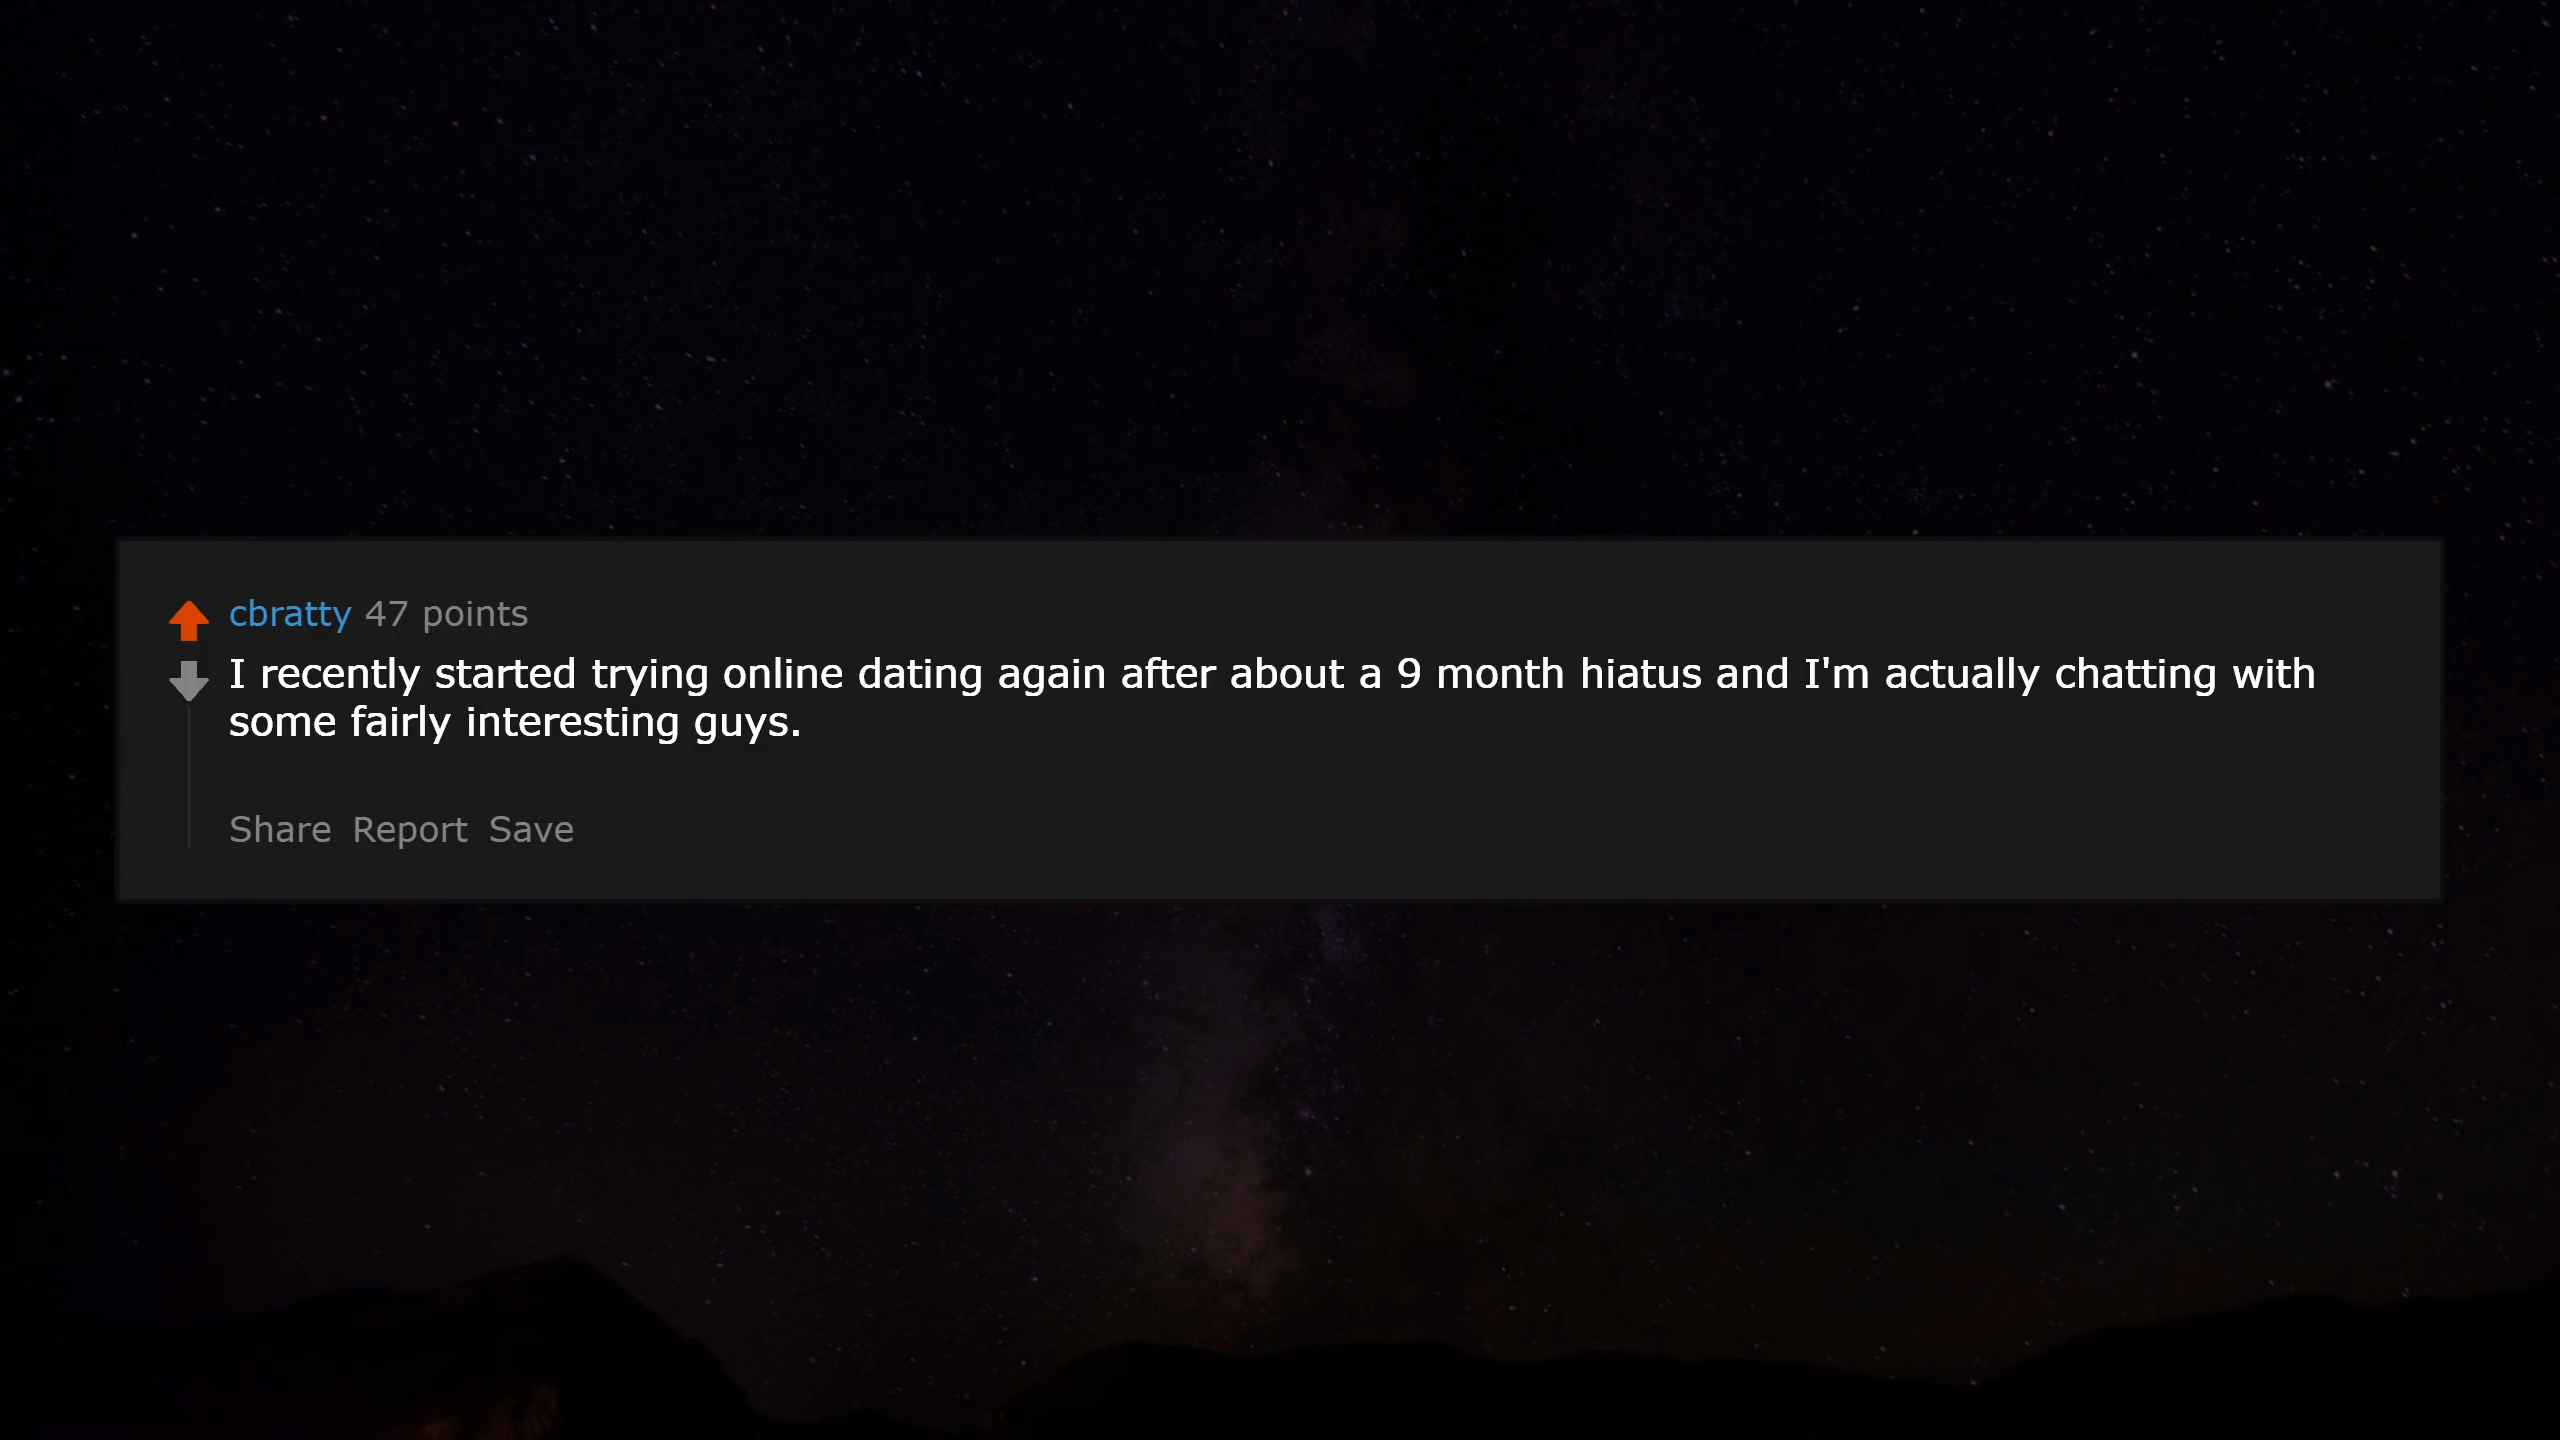 cbratty 47 points
I recently started trying online dating again after about a 9 month hiatus and I'm actually chatting with
some fairly interesting guys.
Share Report Save